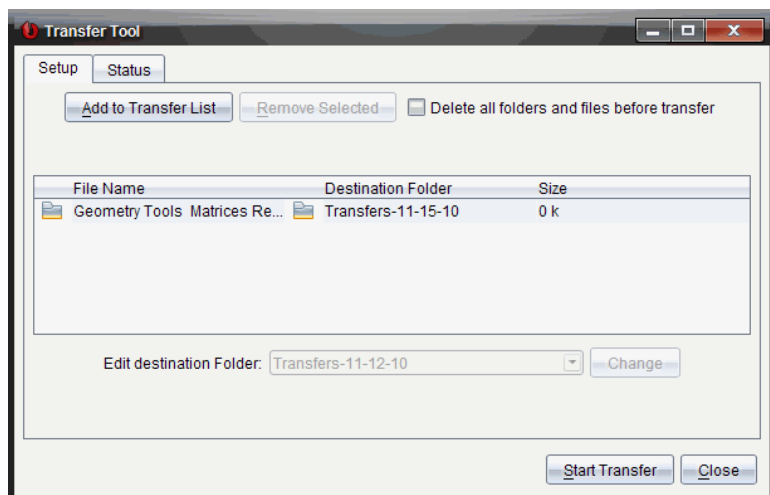 Transfer Tool
Setup Status
Add to Transfer List Remove Selected Delete all folders and files before transfer
File Name Destination Folder Size
Geometry Tools Matrices Re... Transfers-11-15-10 0 k
Edit destination Folder: Transfers-11-12-10 Change
Start Transfer Close